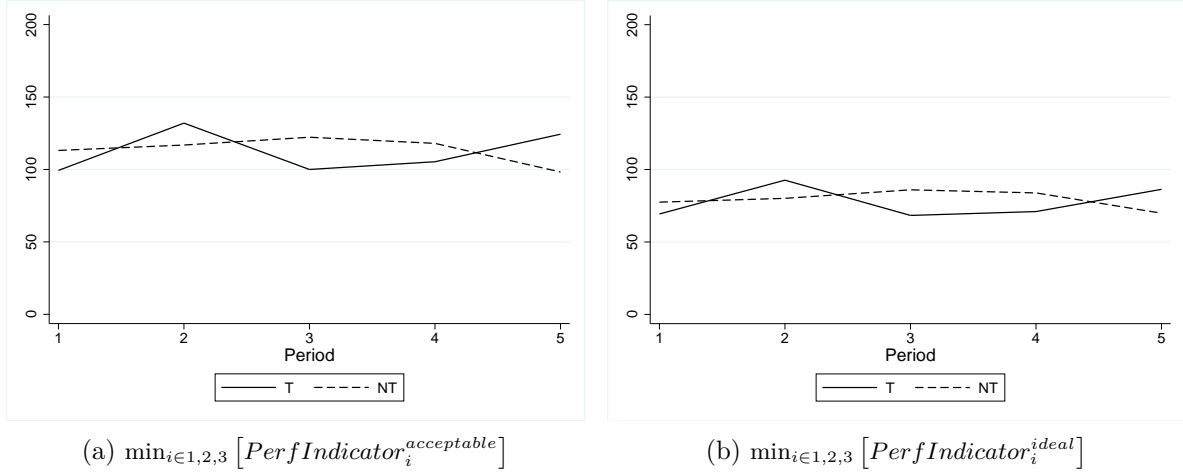 200
150
100
50
0
1 2 3 4 5
Period
T NT
(a) min_{i∈1,2,3} [PerfIndicator_i^{acceptable}]
200
150
100
50
0
1 2 3 4 5
Period
T NT
(b) min_{i∈1,2,3} [PerfIndicator_i^{ideal}]